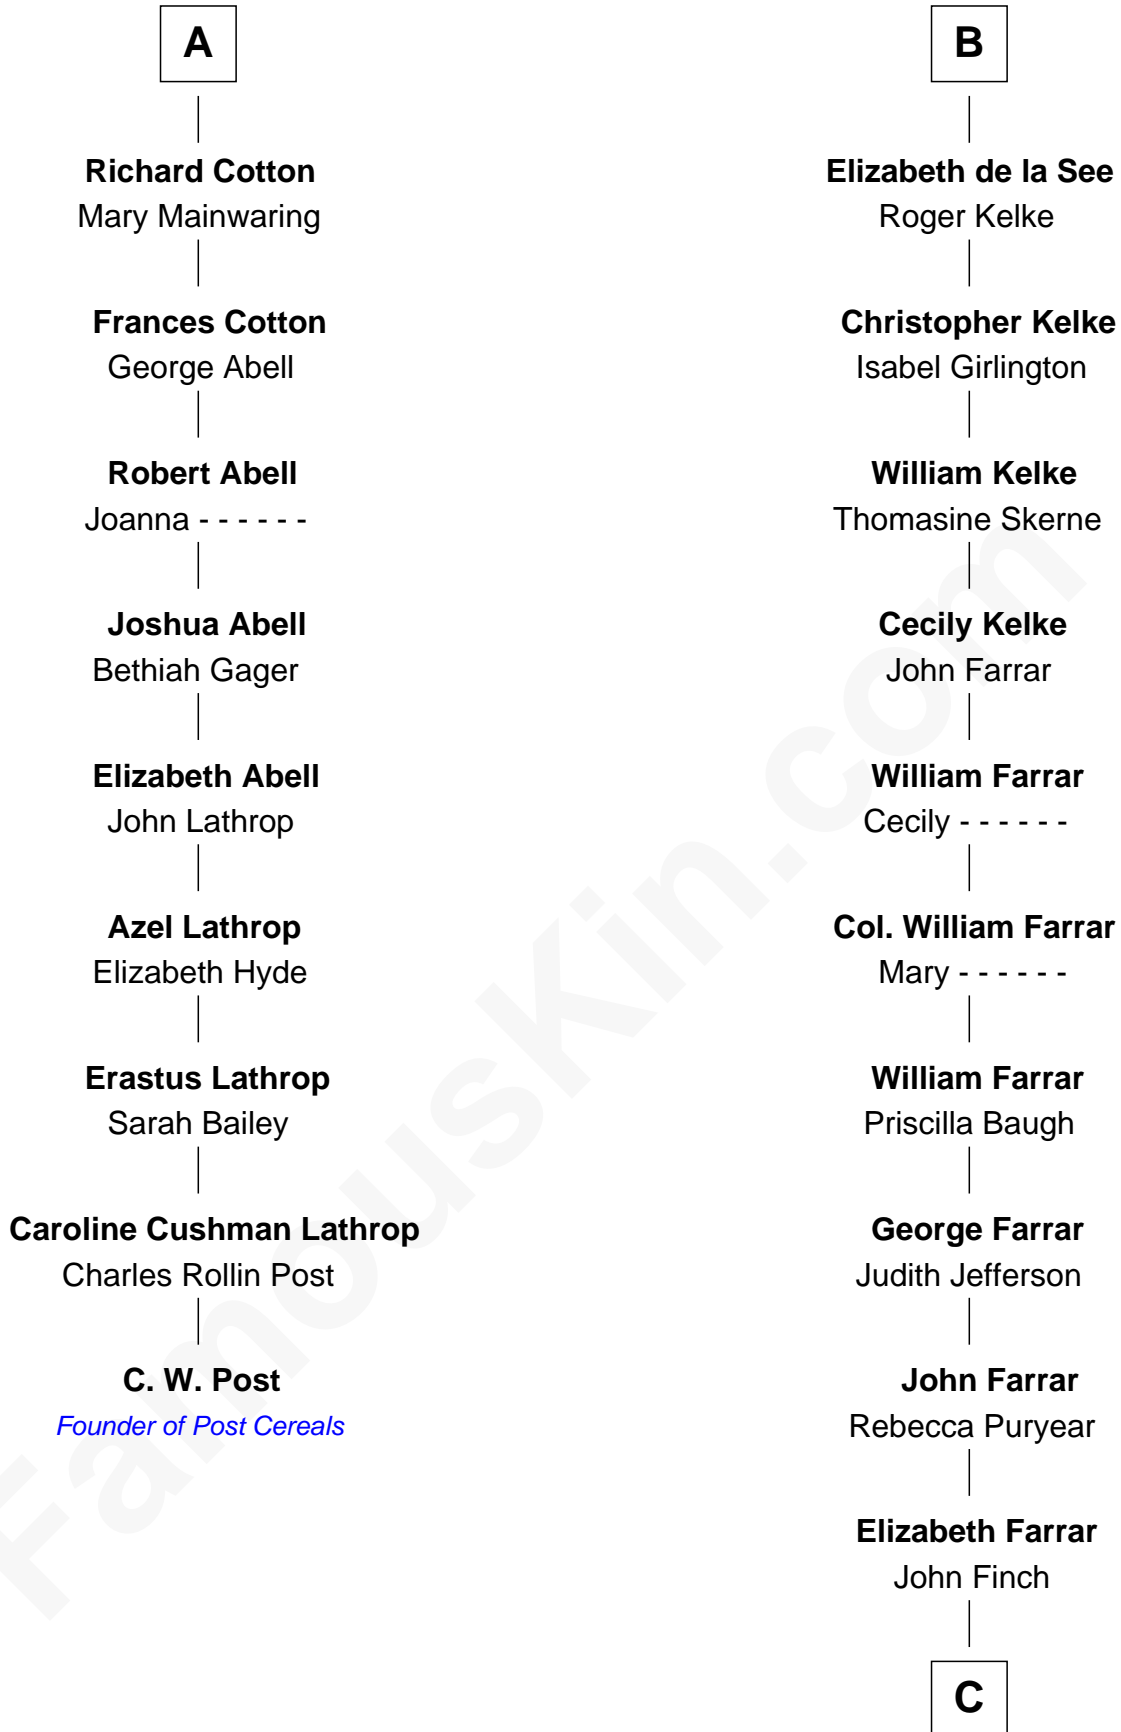 A
Richard Cotton
Mary Mainwaring
Frances Cotton
George Abell
Robert Abell
Joanna - - - - - -
Joshua Abell
Bethiah Gager
Elizabeth Abell
John Lathrop
Azel Lathrop
Elizabeth Hyde
Erastus Lathrop
Sarah Bailey
Caroline Cushman Lathrop
Charles Rollin Post
C. W. Post
Founder of Post Cereals
B
Elizabeth de la See
Roger Kelke
Christopher Kelke
Isabel Girlington
William Kelke
Thomasine Skerne
Cecily Kelke
John Farrar
William Farrar
Cecily - - - - - -
Col. William Farrar
Mary - - - - - -
William Farrar
Priscilla Baugh
George Farrar
Judith Jefferson
John Farrar
Rebecca Puryear
Elizabeth Farrar
John Finch
C
FamousKin.com